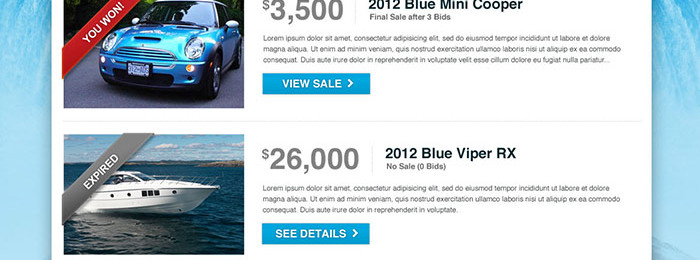 YOU WON!
$3,500
2012 Blue Mini Cooper
Final Sale after 3 Bids
Lorem ipsum dolor sit amet, consectetur adipisicing elit, sed do eiusmod tempor incididunt ut labore et dolore magna
aliqua. Ut enim ad minim veniam, quis nostrud exercitation ullamco laboris nisi ut aliquip ex ea commodo
consequat. Duis aute irure dolor in reprehenderit in voluptate velit esse cillum dolore eu fugiat nulla pariatur...
VIEW SALE >
EXPIRED
$26,000
2012 Blue Viper RX
No Sale (0 Bids)
Lorem ipsum dolor sit amet, consectetur adipisicing elit, sed do eiusmod tempor incididunt ut labore et dolore
magna aliqua. Ut enim ad minim veniam, quis nostrud exercitation ullamco laboris nisi ut aliquip ex ea commodo
consequat. Duis aute irure dolor in reprehenderit in voluptate.
SEE DETAILS >